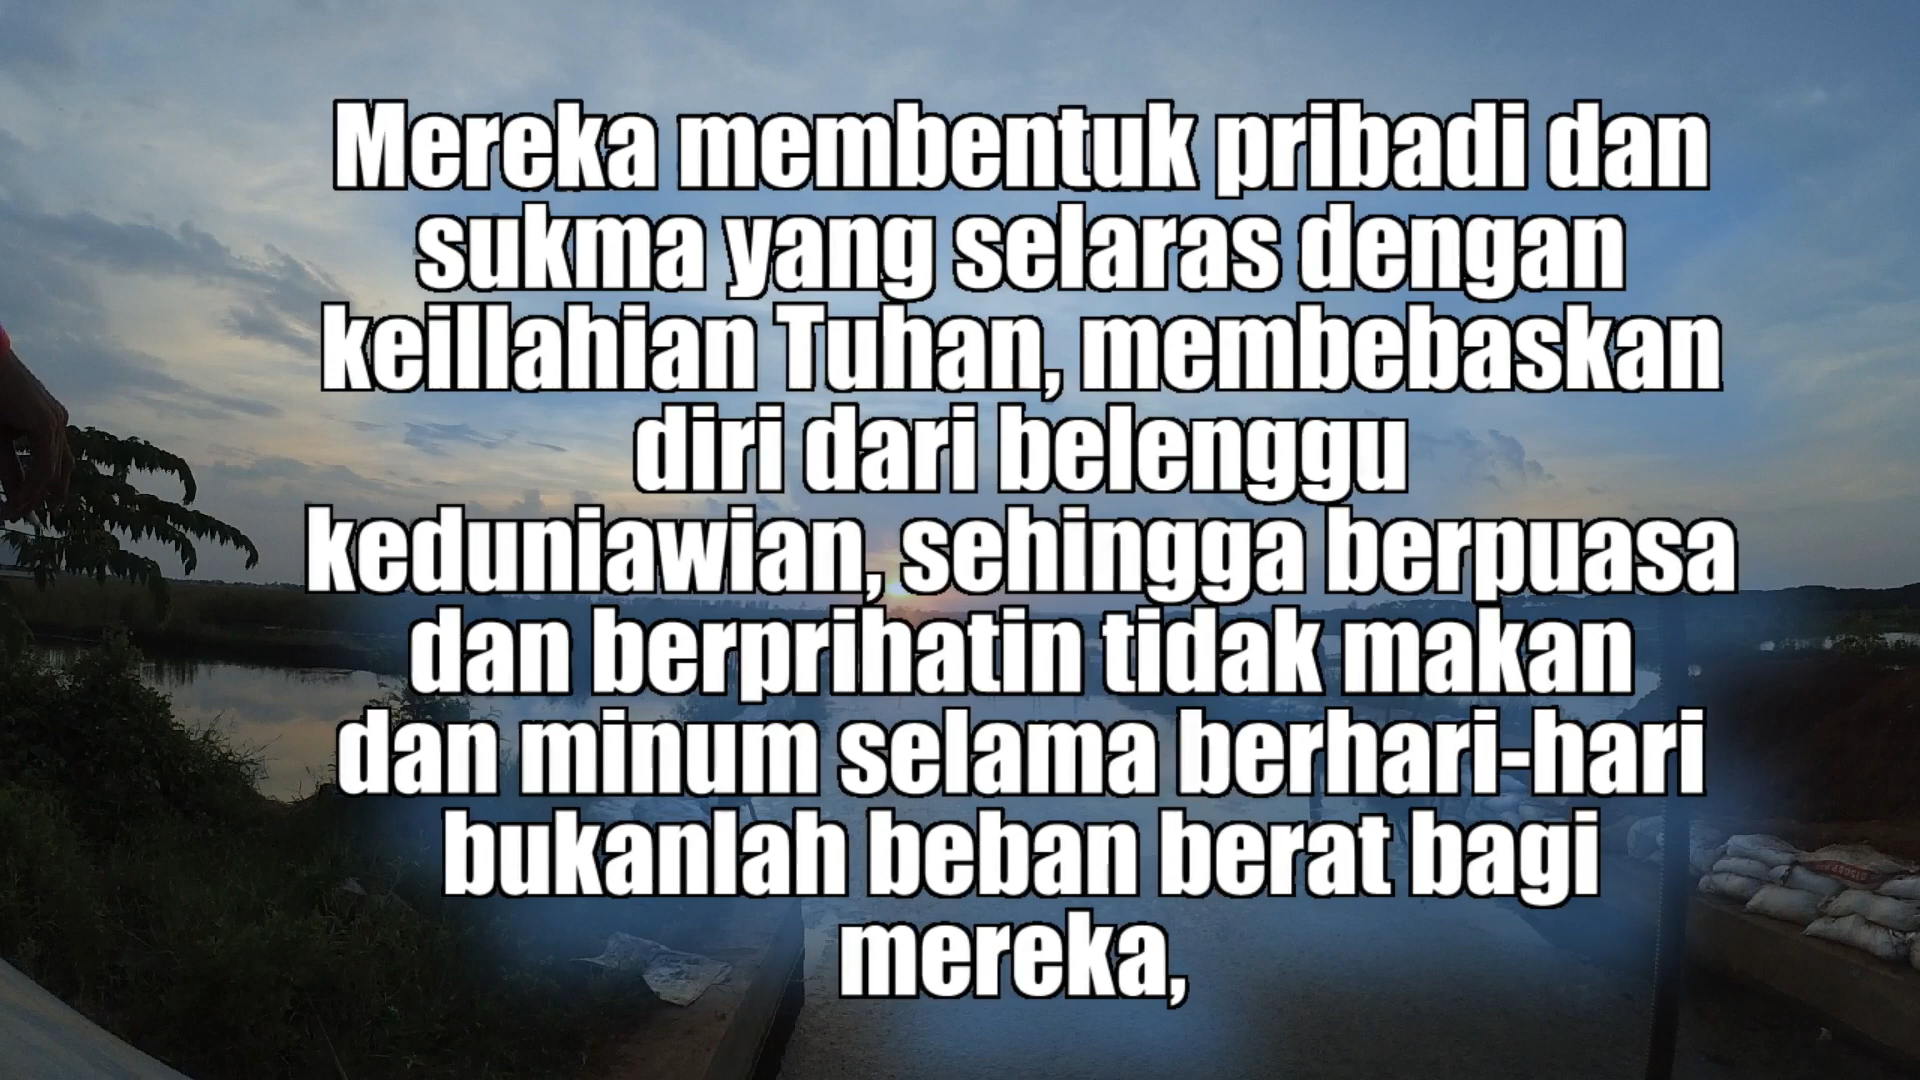 Mereka membentuk pribadi dan
sukma yang selaras dengan
keillahian Tuhan, membebaskan
diri dari belenggu
keduniawian, sehingga berpuasa
dan berprihatin tidak makan
dan minum selama berhari-hari
bukanlah beban berat bagi
mereka,